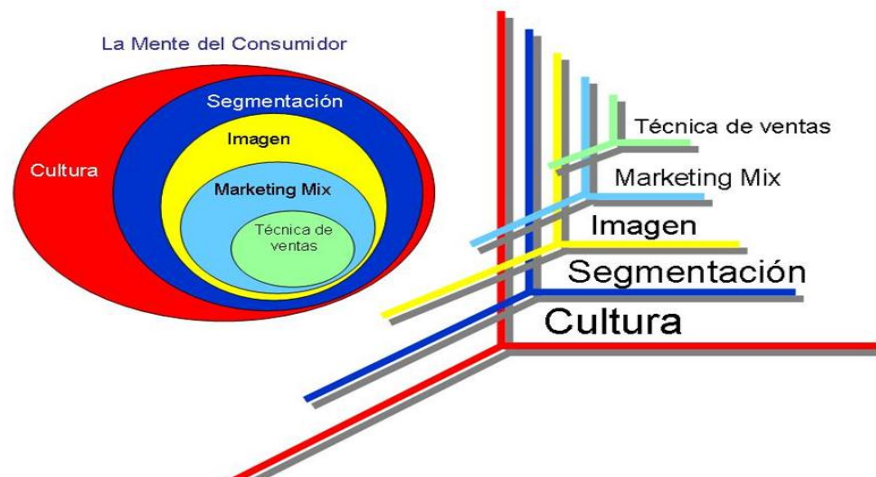 La Mente del Consumidor
Segmentación
Imagen
Cultura
Marketing Mix
Técnica de
ventas
Técnica de ventas
Marketing Mix
Imagen
Segmentación
Cultura